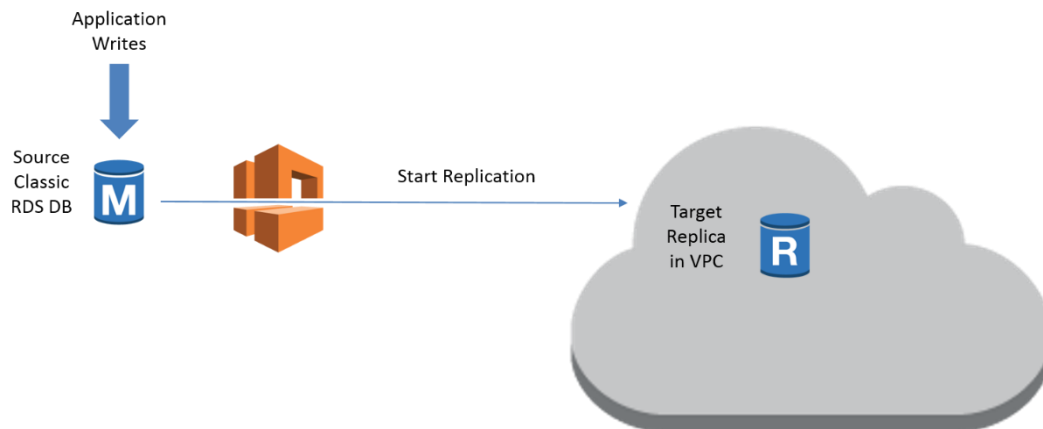 Application
Writes
Source
Classic
RDS DB
M
Start Replication
Target
Replica
in VPC
R